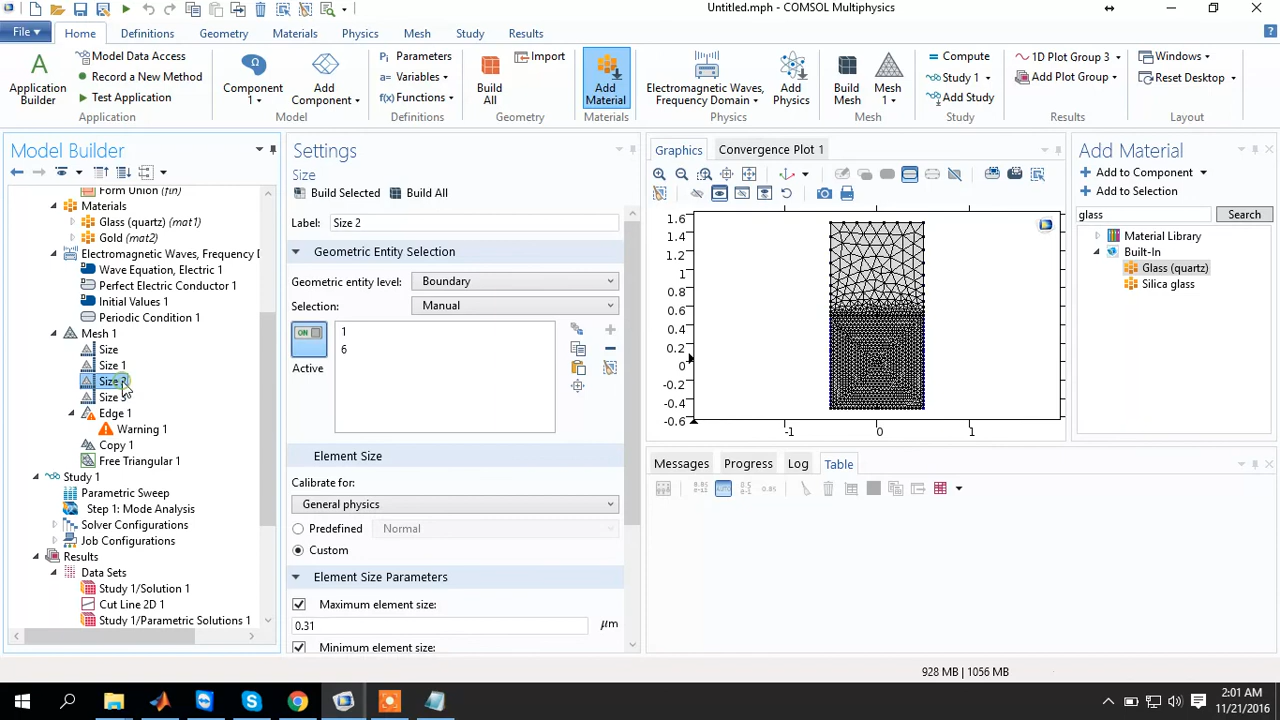 Untitled.mph - COMSOL Multiphysics
File
Home
Definitions
Geometry
Materials
Physics
Mesh
Study
Results
Application Builder
Model Data Access
Record a New Method
Test Application
Application
Component 1
Add Component
Model
Pi Parameters
a= Variables
f(x) Functions
Definitions
Build All
Import
Geometry
Add Material
Materials
Electromagnetic Waves, Frequency Domain
Add Physics
Physics
Build Mesh
Mesh 1
Mesh
= Compute
Study 1
Add Study
Study
1D Plot Group 3
Add Plot Group
Results
Windows
Reset Desktop
Layout
Model Builder
Form Union (fin)
Materials
Glass (quartz) (mat1)
Gold (mat2)
Electromagnetic Waves, Frequency D
Wave Equation, Electric 1
Perfect Electric Conductor 1
Initial Values 1
Periodic Condition 1
Mesh 1
Size
Size 1
Size
Size
Edge 1
Warning 1
Copy 1
Free Triangular 1
Study 1
Parametric Sweep
Step 1: Mode Analysis
Solver Configurations
Job Configurations
Results
Data Sets
Study 1/Solution 1
Cut Line 2D 1
Study 1/Parametric Solutions 1
Settings
Size
Build Selected
Build All
Label:
Size 2
Geometric Entity Selection
Geometric entity level:
Boundary
Selection:
Manual
ON
Active
1
6
Element Size
Calibrate for:
General physics
Predefined
Normal
Custom
Element Size Parameters
Maximum element size:
0.31
μm
Minimum element size:
Graphics
Convergence Plot 1
1.6
1.4
1.2
1
0.8
0.6
0.4
0.2
0
-0.2
-0.4
-0.6
-1
0
1
Messages
Progress
Log
Table
Add Material
Add to Component
Add to Selection
glass
Search
Material Library
Built-In
Glass (quartz)
Silica glass
928 MB | 1056 MB
2:01 AM
11/21/2016